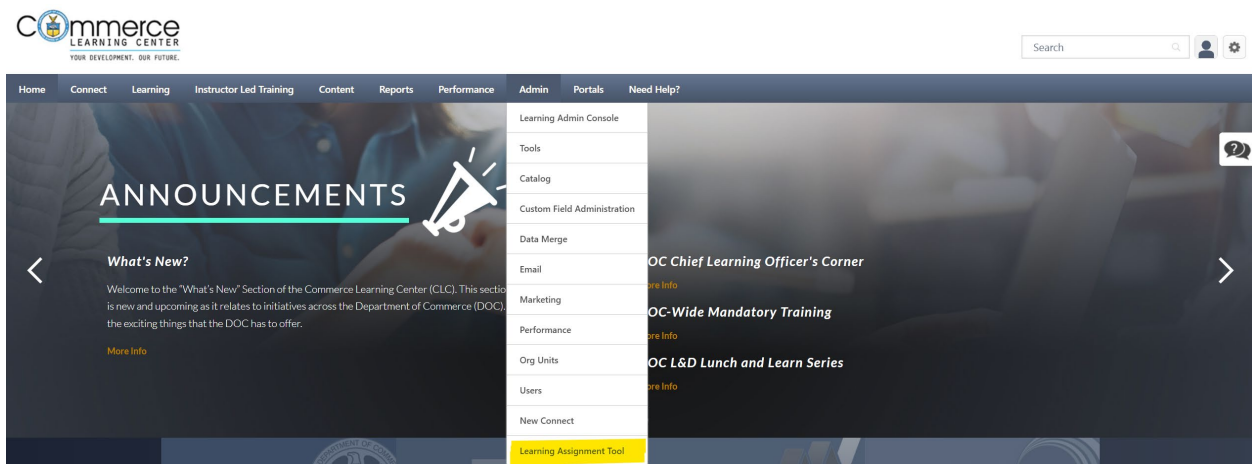 Commerce
LEARNING CENTER
YOUR DEVELOPMENT. OUR FUTURE.
Search
Home Connect Learning Instructor Led Training Content Reports Performance Admin Portals Need Help?
Learning Admin Console
Tools
Catalog
Custom Field Administration
Data Merge
Email
Marketing
Performance
Org Units
Users
New Connect
Learning Assignment Tool
ANNOUNCEMENTS
What's New?
Welcome to the "What's New" Section of the Commerce Learning Center (CLC). This sectio
is new and upcoming as it relates to initiatives across the Department of Commerce (DOC).
the exciting things that the DOC has to offer.
More Info
OC Chief Learning Officer's Corner
ore Info
OC-Wide Mandatory Training
ore Info
OC L&D Lunch and Learn Series
ore Info